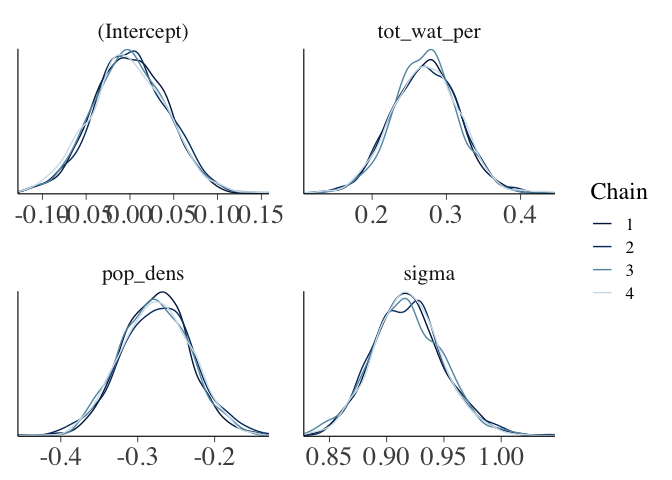 (Intercept)
tot_wat_per
-0.10 -0.05 0.00 0.05 0.10 0.15
0.2 0.3 0.4
Chain
1
2
3
4
pop_dens
sigma
-0.4 -0.3 -0.2
0.85 0.90 0.95 1.00